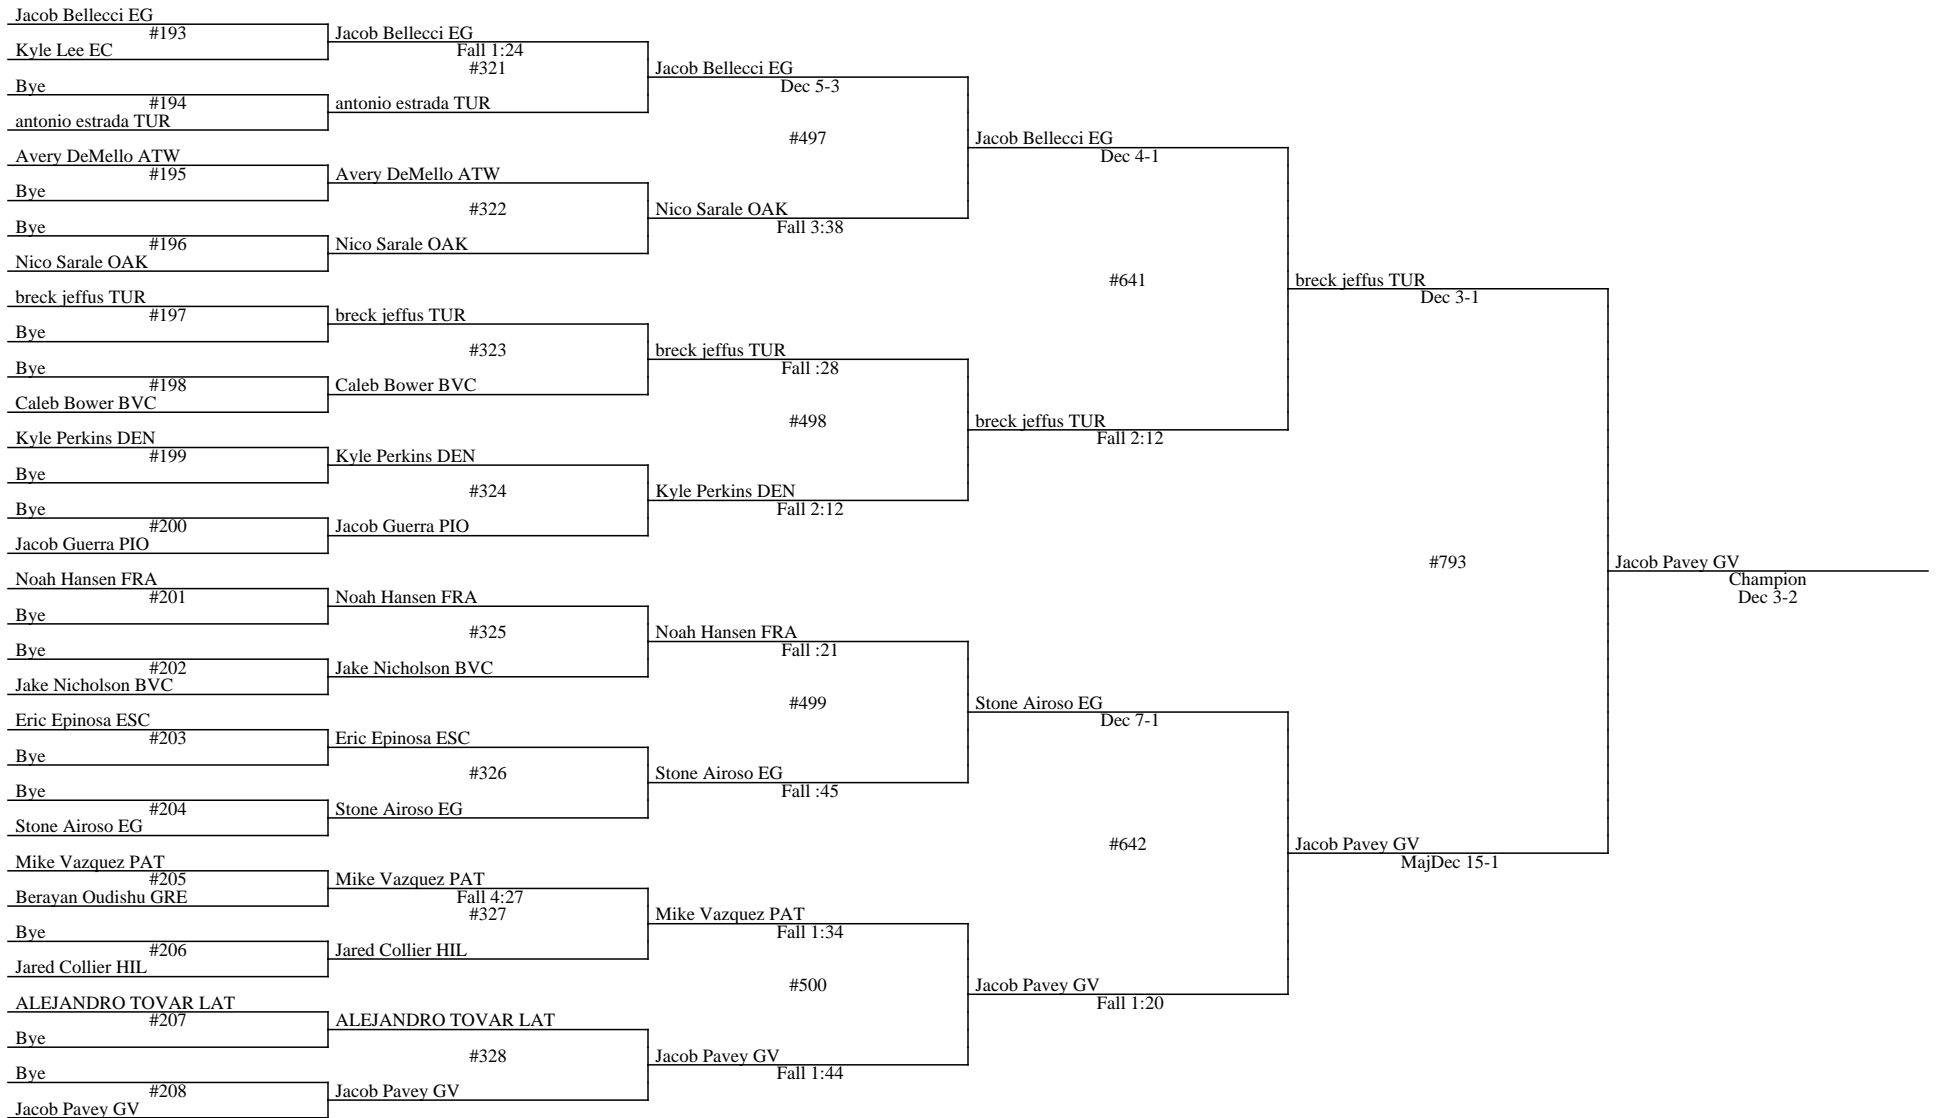 Jacob Bellecci EG
#193
Kyle Lee EC
Bye
#194
antonio estrada TUR
Avery DeMello ATW
#195
Bye
Bye
#196
Nico Sarale OAK
breck jeffus TUR
#197
Bye
Bye
#198
Caleb Bower BVC
Kyle Perkins DEN
#199
Bye
Bye
#200
Jacob Guerra PIO
Noah Hansen FRA
#201
Bye
Bye
#202
Jake Nicholson BVC
Eric Epinosa ESC
#203
Bye
Bye
#204
Stone Airoso EG
Mike Vazquez PAT
#205
Berayan Oudishu GRE
Bye
#206
Jared Collier HIL
ALEJANDRO TOVAR LAT
#207
Bye
Bye
#208
Jacob Pavey GV
Jacob Bellecci EG
Fall 1:24
#321
antonio estrada TUR
Avery DeMello ATW
#322
Nico Sarale OAK
breck jeffus TUR
#323
Caleb Bower BVC
Kyle Perkins DEN
#324
Jacob Guerra PIO
Noah Hansen FRA
#325
Jake Nicholson BVC
Eric Epinosa ESC
#326
Stone Airoso EG
Mike Vazquez PAT
Fall 4:27
#327
Jared Collier HIL
ALEJANDRO TOVAR LAT
#328
Jacob Pavey GV
Jacob Bellecci EG
Dec 5-3
#497
Nico Sarale OAK
Fall 3:38
breck jeffus TUR
Fall :28
#498
Kyle Perkins DEN
Fall 2:12
Noah Hansen FRA
Fall :21
#499
Stone Airoso EG
Fall :45
Mike Vazquez PAT
Fall 1:34
#500
Jacob Pavey GV
Fall 1:44
Jacob Bellecci EG
Dec 4-1
#641
breck jeffus TUR
Fall 2:12
Stone Airoso EG
Dec 7-1
#642
Jacob Pavey GV
Fall 1:20
breck jeffus TUR
Dec 3-1
#793
Jacob Pavey GV
MajDec 15-1
Jacob Pavey GV
Champion
Dec 3-2